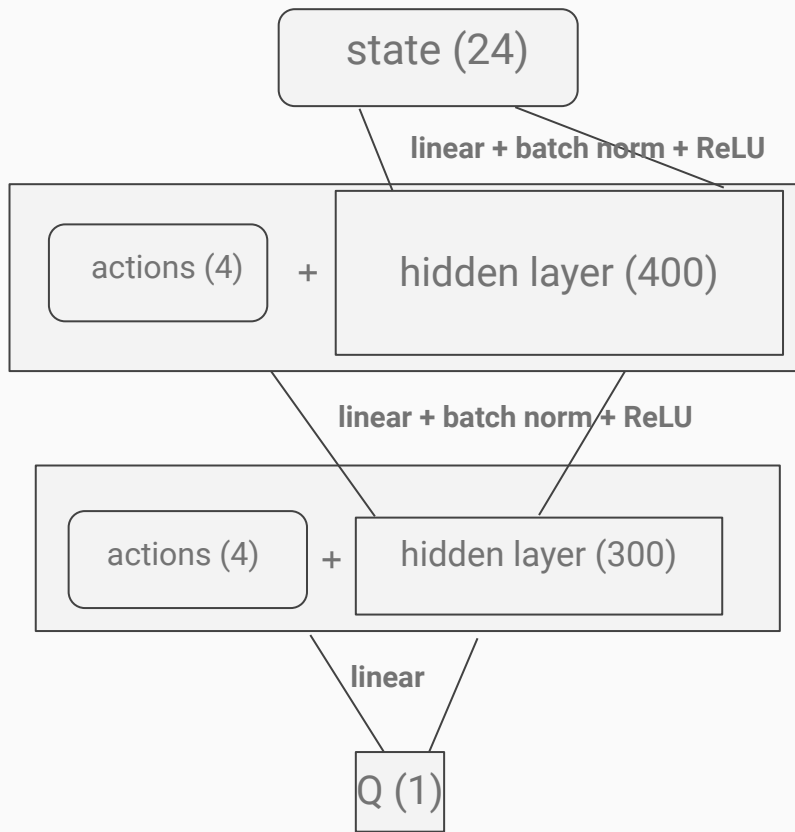 state (24)
linear + batch norm + ReLU
actions (4) + hidden layer (400)
linear + batch norm + ReLU
actions (4) + hidden layer (300)
linear
Q (1)